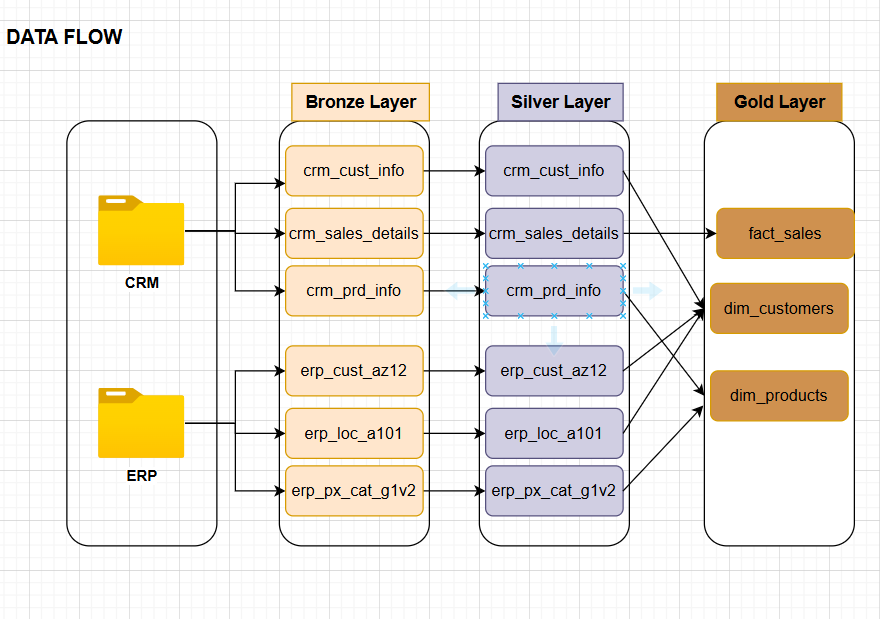 DATA FLOW
Bronze Layer
Silver Layer
Gold Layer
CRM
ERP
crm_cust_info
crm_sales_details
crm_prd_info
erp_cust_az12
erp_loc_a101
erp_px_cat_g1v2
crm_cust_info
crm_sales_details
crm_prd_info
erp_cust_az12
erp_loc_a101
erp_px_cat_g1v2
fact_sales
dim_customers
dim_products